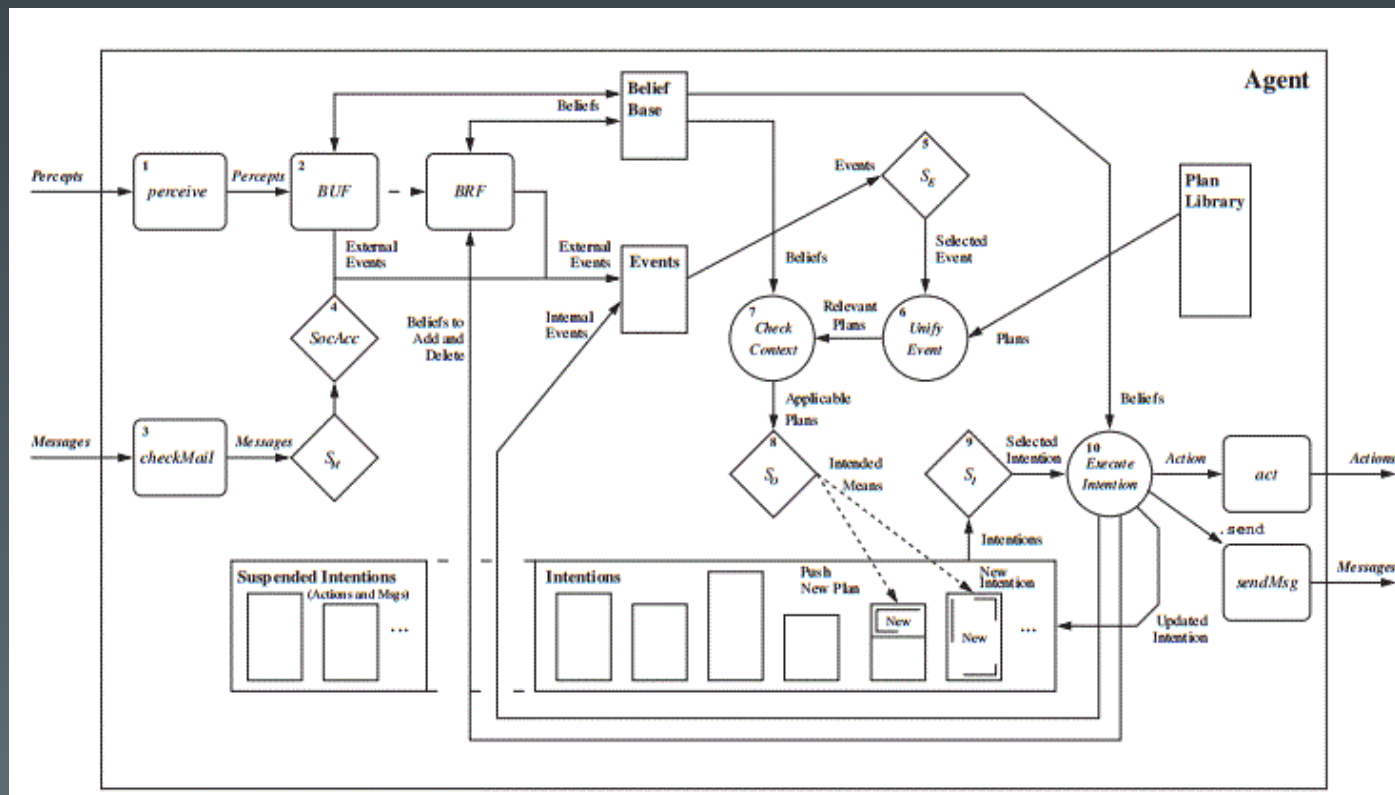 Agent
Belief
Base
Beliefs
5
S_E
Events
Plan
Library
Percepts
1
perceive
Percepts
2
BUF
BRF
External
Events
External
Events
Events
Selected
Event
Beliefs
Internal
Events
Beliefs to
Add and
Delete
4
SocAcc
7
Check
Context
Relevant
Plans
6
Unify
Event
Plans
Applicable
Plans
Beliefs
Messages
3
checkMail
Messages
S_M
8
S_O
Intended
Means
9
S_I
Selected
Intention
10
Execute
Intention
Action
act
Actions
.send
sendMsg
Messages
Intentions
Suspended Intentions
(Actions and Msgs)
...
Intentions
Push
New Plan
New
New
Intention
New
...
Updated
Intention